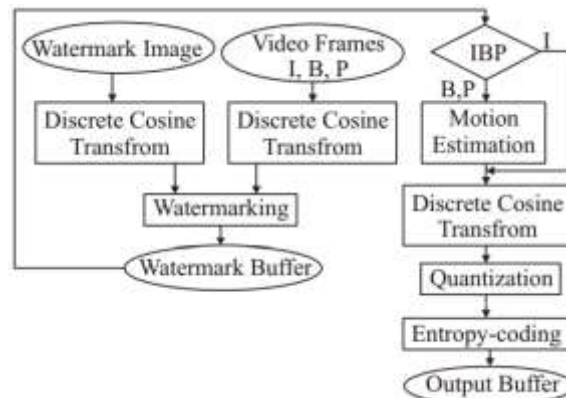 Watermark Image
Video Frames
I, B, P
Discrete Cosine
Transfrom
Discrete Cosine
Transfrom
Watermarking
Watermark Buffer
IBP
I
B,P
Motion
Estimation
Discrete Cosine
Transfrom
Quantization
Entropy-coding
Output Buffer